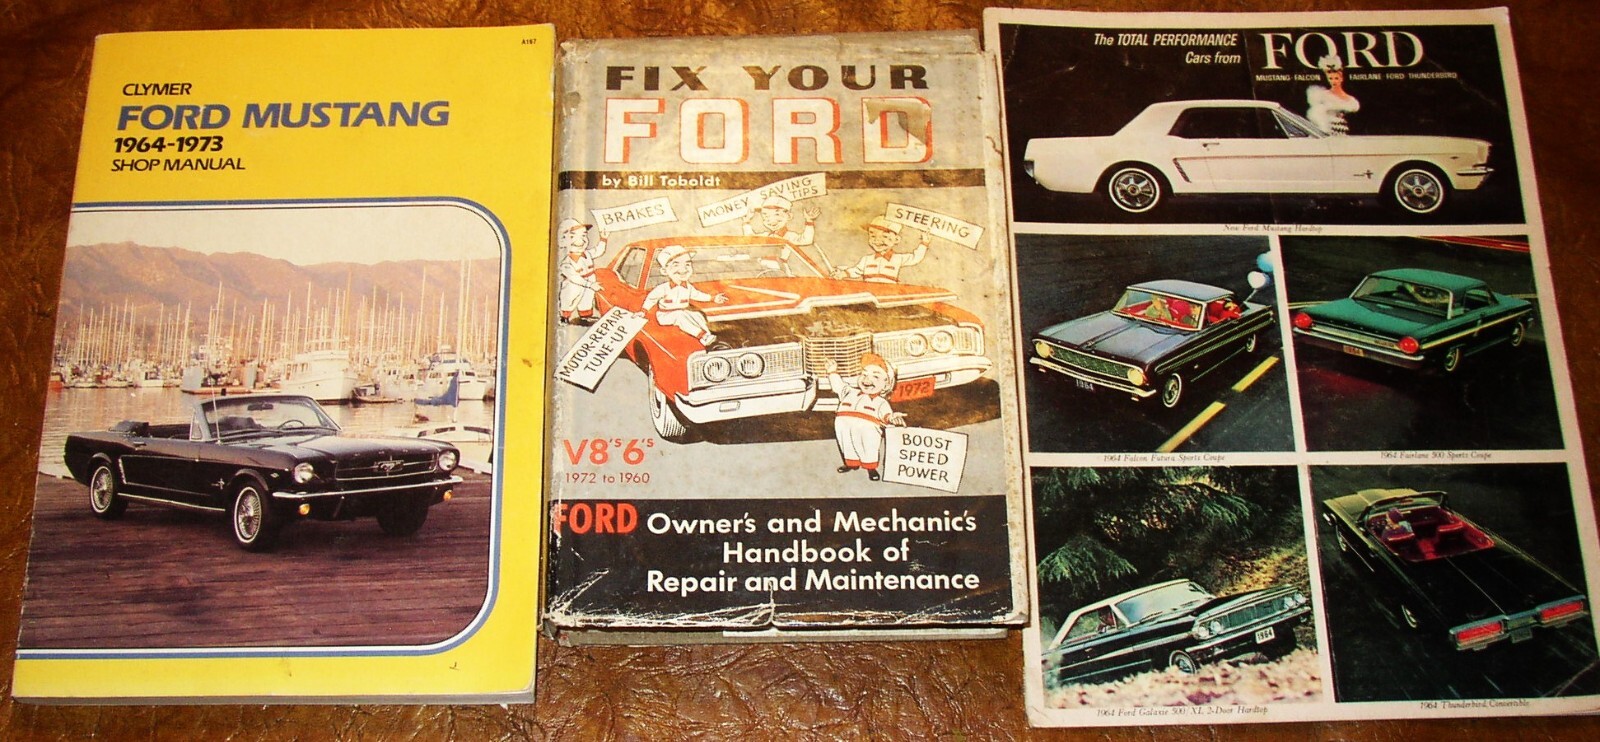 A167
CLYMER
FORD MUSTANG
1964-1973
SHOP MANUAL
FIX YOUR
FORD
by Bill Toboldt
BRAKES
MONEY SAVING
TIPS
STEERING
MOTOR-REPAIR
TUNE-UP
1972
BOOST
SPEED
POWER
V8's 6's
1972 to 1960
FORD Owner's and Mechanic's
Handbook of
Repair and Maintenance
The TOTAL PERFORMANCE
Cars from
FORD
MUSTANG · FALCON FAIRLANE · FORD THUNDERBIRD
New Ford Mustang Hardtop
1964
1964 Falcon Futura Sports Coupe
1964
1964 Fairlane 500 Sports Coupe
1964
1964 Ford Galaxie 500 XL 2-Door Hardtop
1964 Thunderbird Convertible